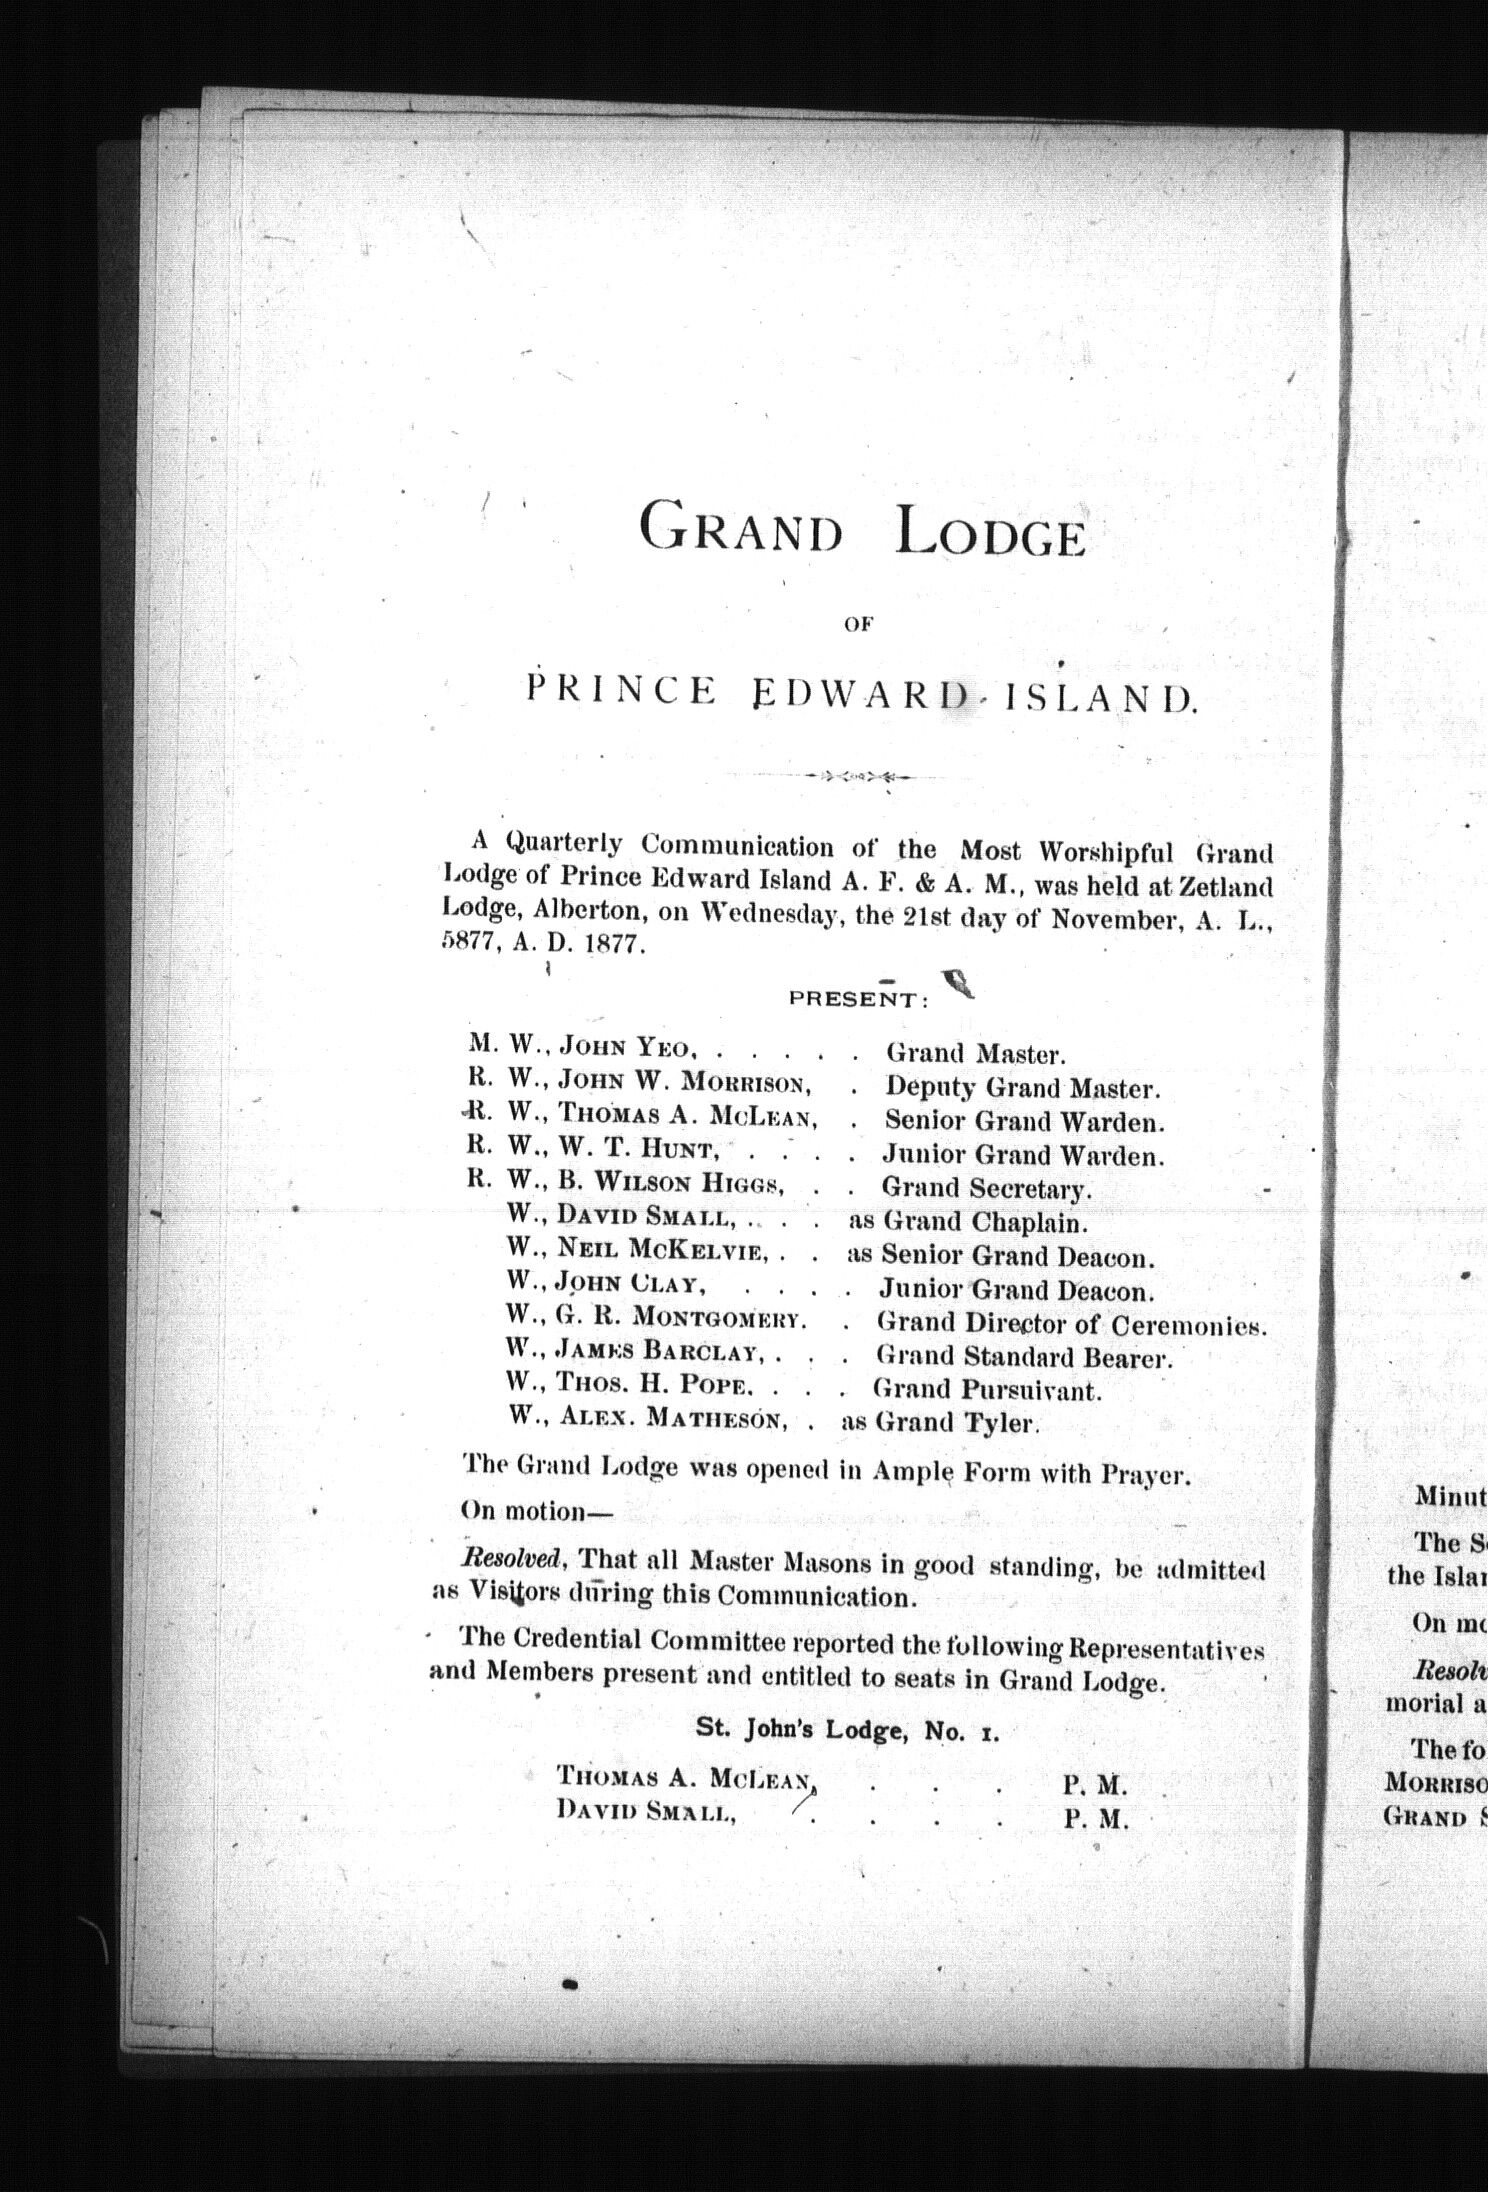 GRAND LODGE
OF
PRINCE EDWARD ISLAND.
A Quarterly Communication of the Most Worshipful Grand
Lodge of Prince Edward Island A. F. & A. M., was held at Zetland
Lodge, Alberton, on Wednesday, the 21st day of November, A. L.,
5877, A. D. 1877.
PRESENT:
M. W., JOHN YEO, . . . . . Grand Master.
R. W., JOHN W. MORRISON, . Deputy Grand Master.
R. W., THOMAS A. MCLEAN, . Senior Grand Warden.
R. W., W. T. HUNT, . . . . Junior Grand Warden.
R. W., B. WILSON HIGGS, . . Grand Secretary.
W., DAVID SMALL, . . . as Grand Chaplain.
W., NEIL MCKELVIE, . . as Senior Grand Deacon.
W., JOHN CLAY, . . . . Junior Grand Deacon.
W., G. R. MONTGOMERY. . Grand Director of Ceremonies.
W., JAMES BARCLAY, . . . Grand Standard Bearer.
W., THOS. H. POPE, . . . Grand Pursuivant.
W., ALEX. MATHESON, . as Grand Tyler.
The Grand Lodge was opened in Ample Form with Prayer.
On motion—
Resolved, That all Master Masons in good standing, be admitted
as Visitors during this Communication.
The Credential Committee reported the following Representatives
and Members present and entitled to seats in Grand Lodge.
St. John's Lodge, No. 1.
THOMAS A. MCLEAN, . . . P. M.
DAVID SMALL, . . . . P. M.
Minut
The S
the Islan
On mo
Resolv
morial a
The fo
MORRISO
GRAND S